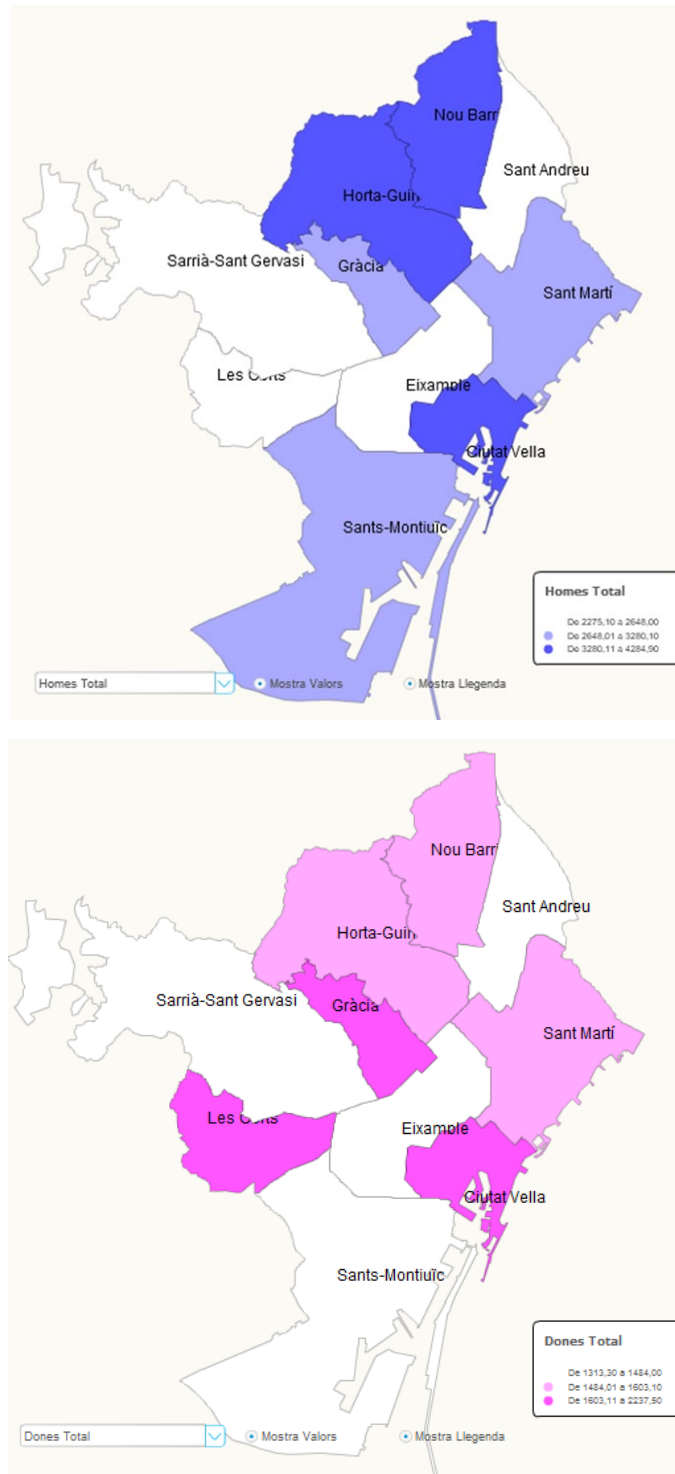 Nou Barri
Sant Andreu
Horta-Guin
Sarrià-Sant Gervasi
Gràcia
Sant Martí
Les Corts
Eixample
Ciutat Vella
Sants-Montiuïc
Homes Total
De 2275,10 a 2648,00
De 2648,01 a 3280,10
De 3280,11 a 4284,90
Homes Total
Mostra Valors
Mostra Llegenda
Nou Barri
Sant Andreu
Horta-Guin
Sarrià-Sant Gervasi
Gràcia
Sant Martí
Les Corts
Eixample
Ciutat Vella
Sants-Montiuïc
Dones Total
De 1313,30 a 1484,00
De 1484,01 a 1603,10
De 1603,11 a 2237,50
Dones Total
Mostra Valors
Mostra Llegenda